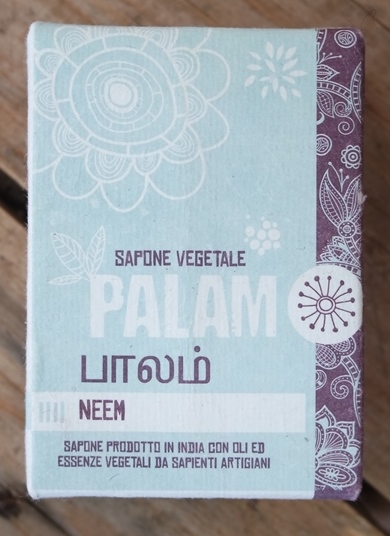 SAPONE VEGETALE
PALAM
பாலம்
NEEM
SAPONE PRODOTTO IN INDIA CON OLI ED
ESSENZE VEGETALI DA SAPIENTI ARTIGIANI